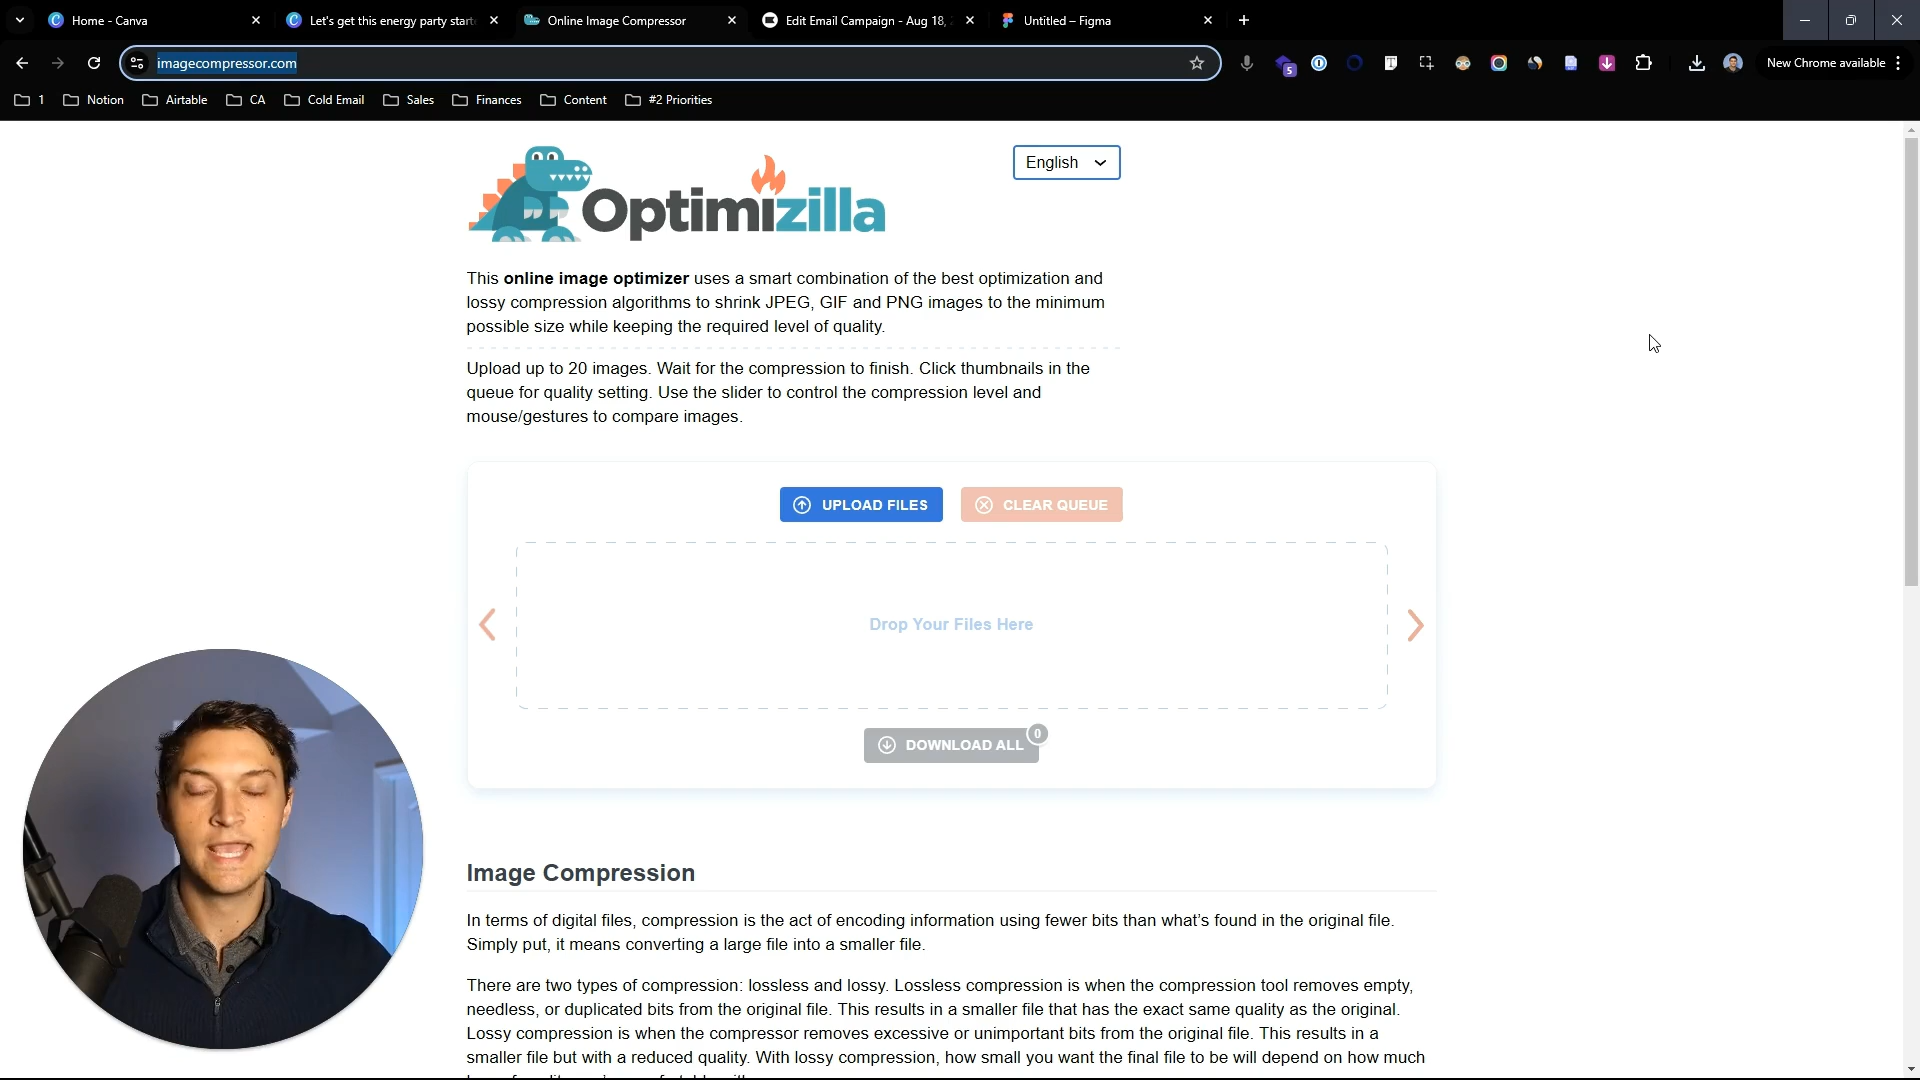 Home - Canva
Let's get this energy party start
Online Image Compressor
Edit Email Campaign - Aug 18,
Untitled – Figma
imagecompressor.com
5
New Chrome available
1
Notion
Airtable
CA
Cold Email
Sales
Finances
Content
#2 Priorities
Optimizilla
English
This online image optimizer uses a smart combination of the best optimization and
lossy compression algorithms to shrink JPEG, GIF and PNG images to the minimum
possible size while keeping the required level of quality.
Upload up to 20 images. Wait for the compression to finish. Click thumbnails in the
queue for quality setting. Use the slider to control the compression level and
mouse/gestures to compare images.
UPLOAD FILES
CLEAR QUEUE
Drop Your Files Here
DOWNLOAD ALL
0
Image Compression
In terms of digital files, compression is the act of encoding information using fewer bits than what's found in the original file.
Simply put, it means converting a large file into a smaller file.
There are two types of compression: lossless and lossy. Lossless compression is when the compression tool removes empty,
needless, or duplicated bits from the original file. This results in a smaller file that has the exact same quality as the original.
Lossy compression is when the compressor removes excessive or unimportant bits from the original file. This results in a
smaller file but with a reduced quality. With lossy compression, how small you want the final file to be will depend on how much